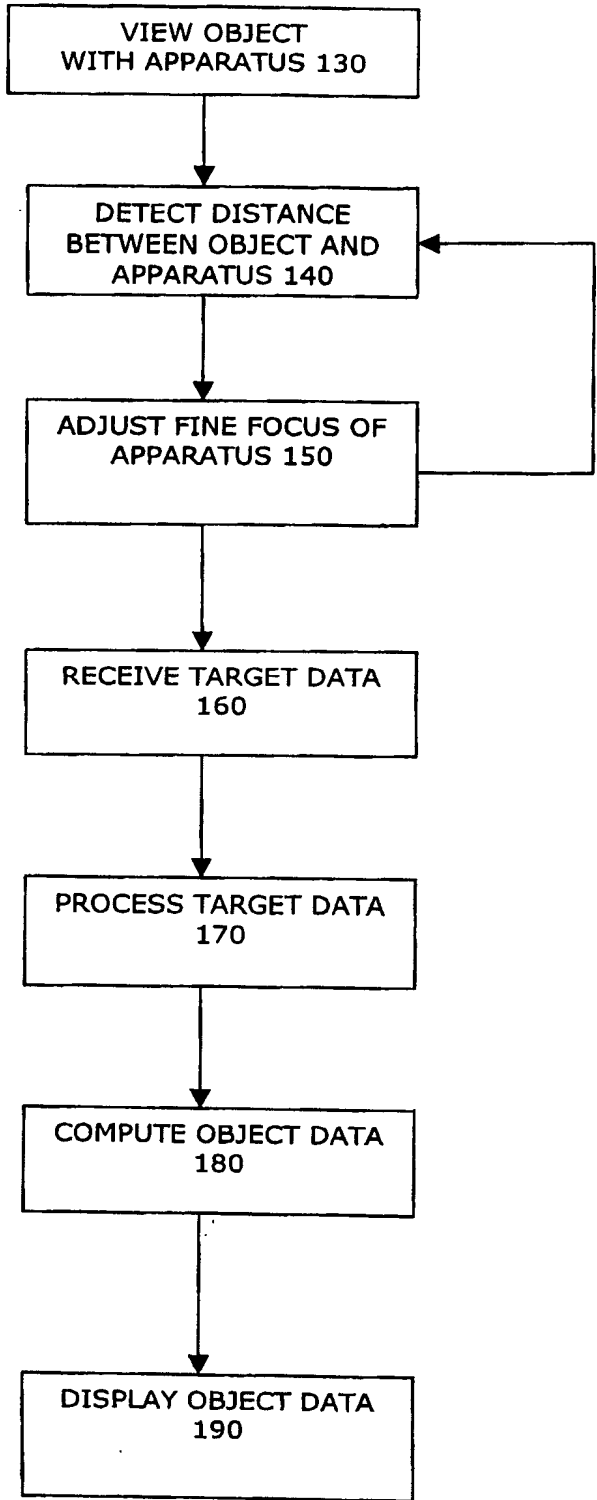 VIEW OBJECT
WITH APPARATUS 130
DETECT DISTANCE
BETWEEN OBJECT AND
APPARATUS 140
ADJUST FINE FOCUS OF
APPARATUS 150
RECEIVE TARGET DATA
160
PROCESS TARGET DATA
170
COMPUTE OBJECT DATA
180
DISPLAY OBJECT DATA
190